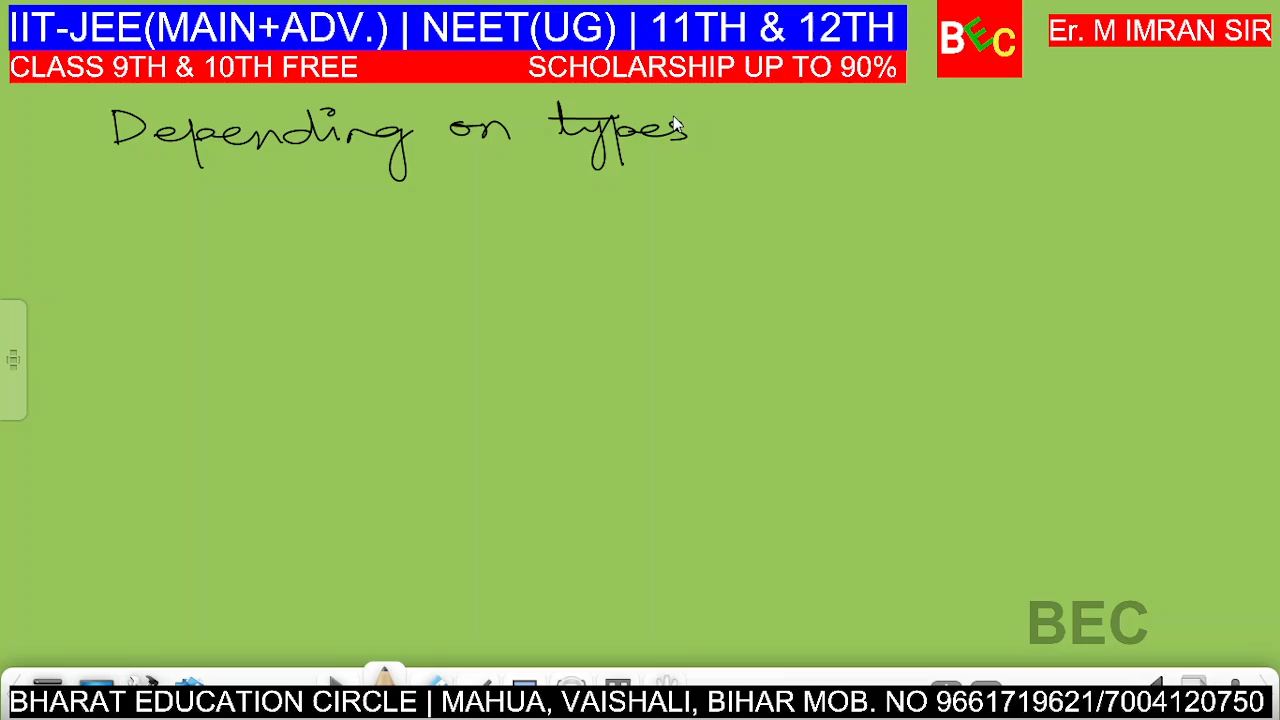 IIT-JEE(MAIN+ADV.) | NEET(UG) | 11TH & 12TH
CLASS 9TH & 10TH FREE SCHOLARSHIP UP TO 90%
BEC
Er. M IMRAN SIR
Depending on types
BEC
BHARAT EDUCATION CIRCLE | MAHUA, VAISHALI, BIHAR MOB. NO 9661719621/7004120750